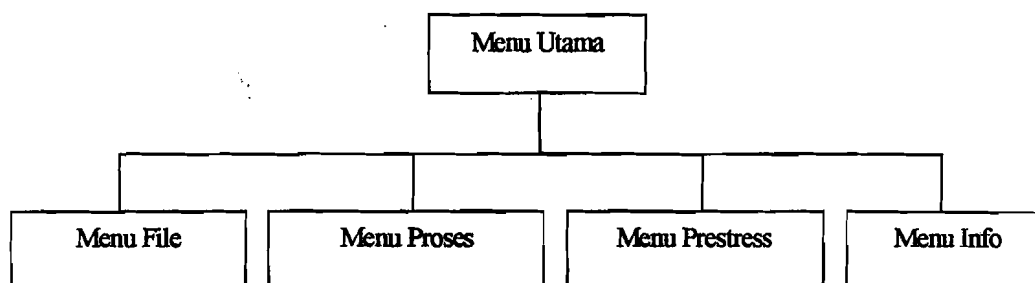 Menu Utama
Menu File
Menu Proses
Menu Prestress
Menu Info